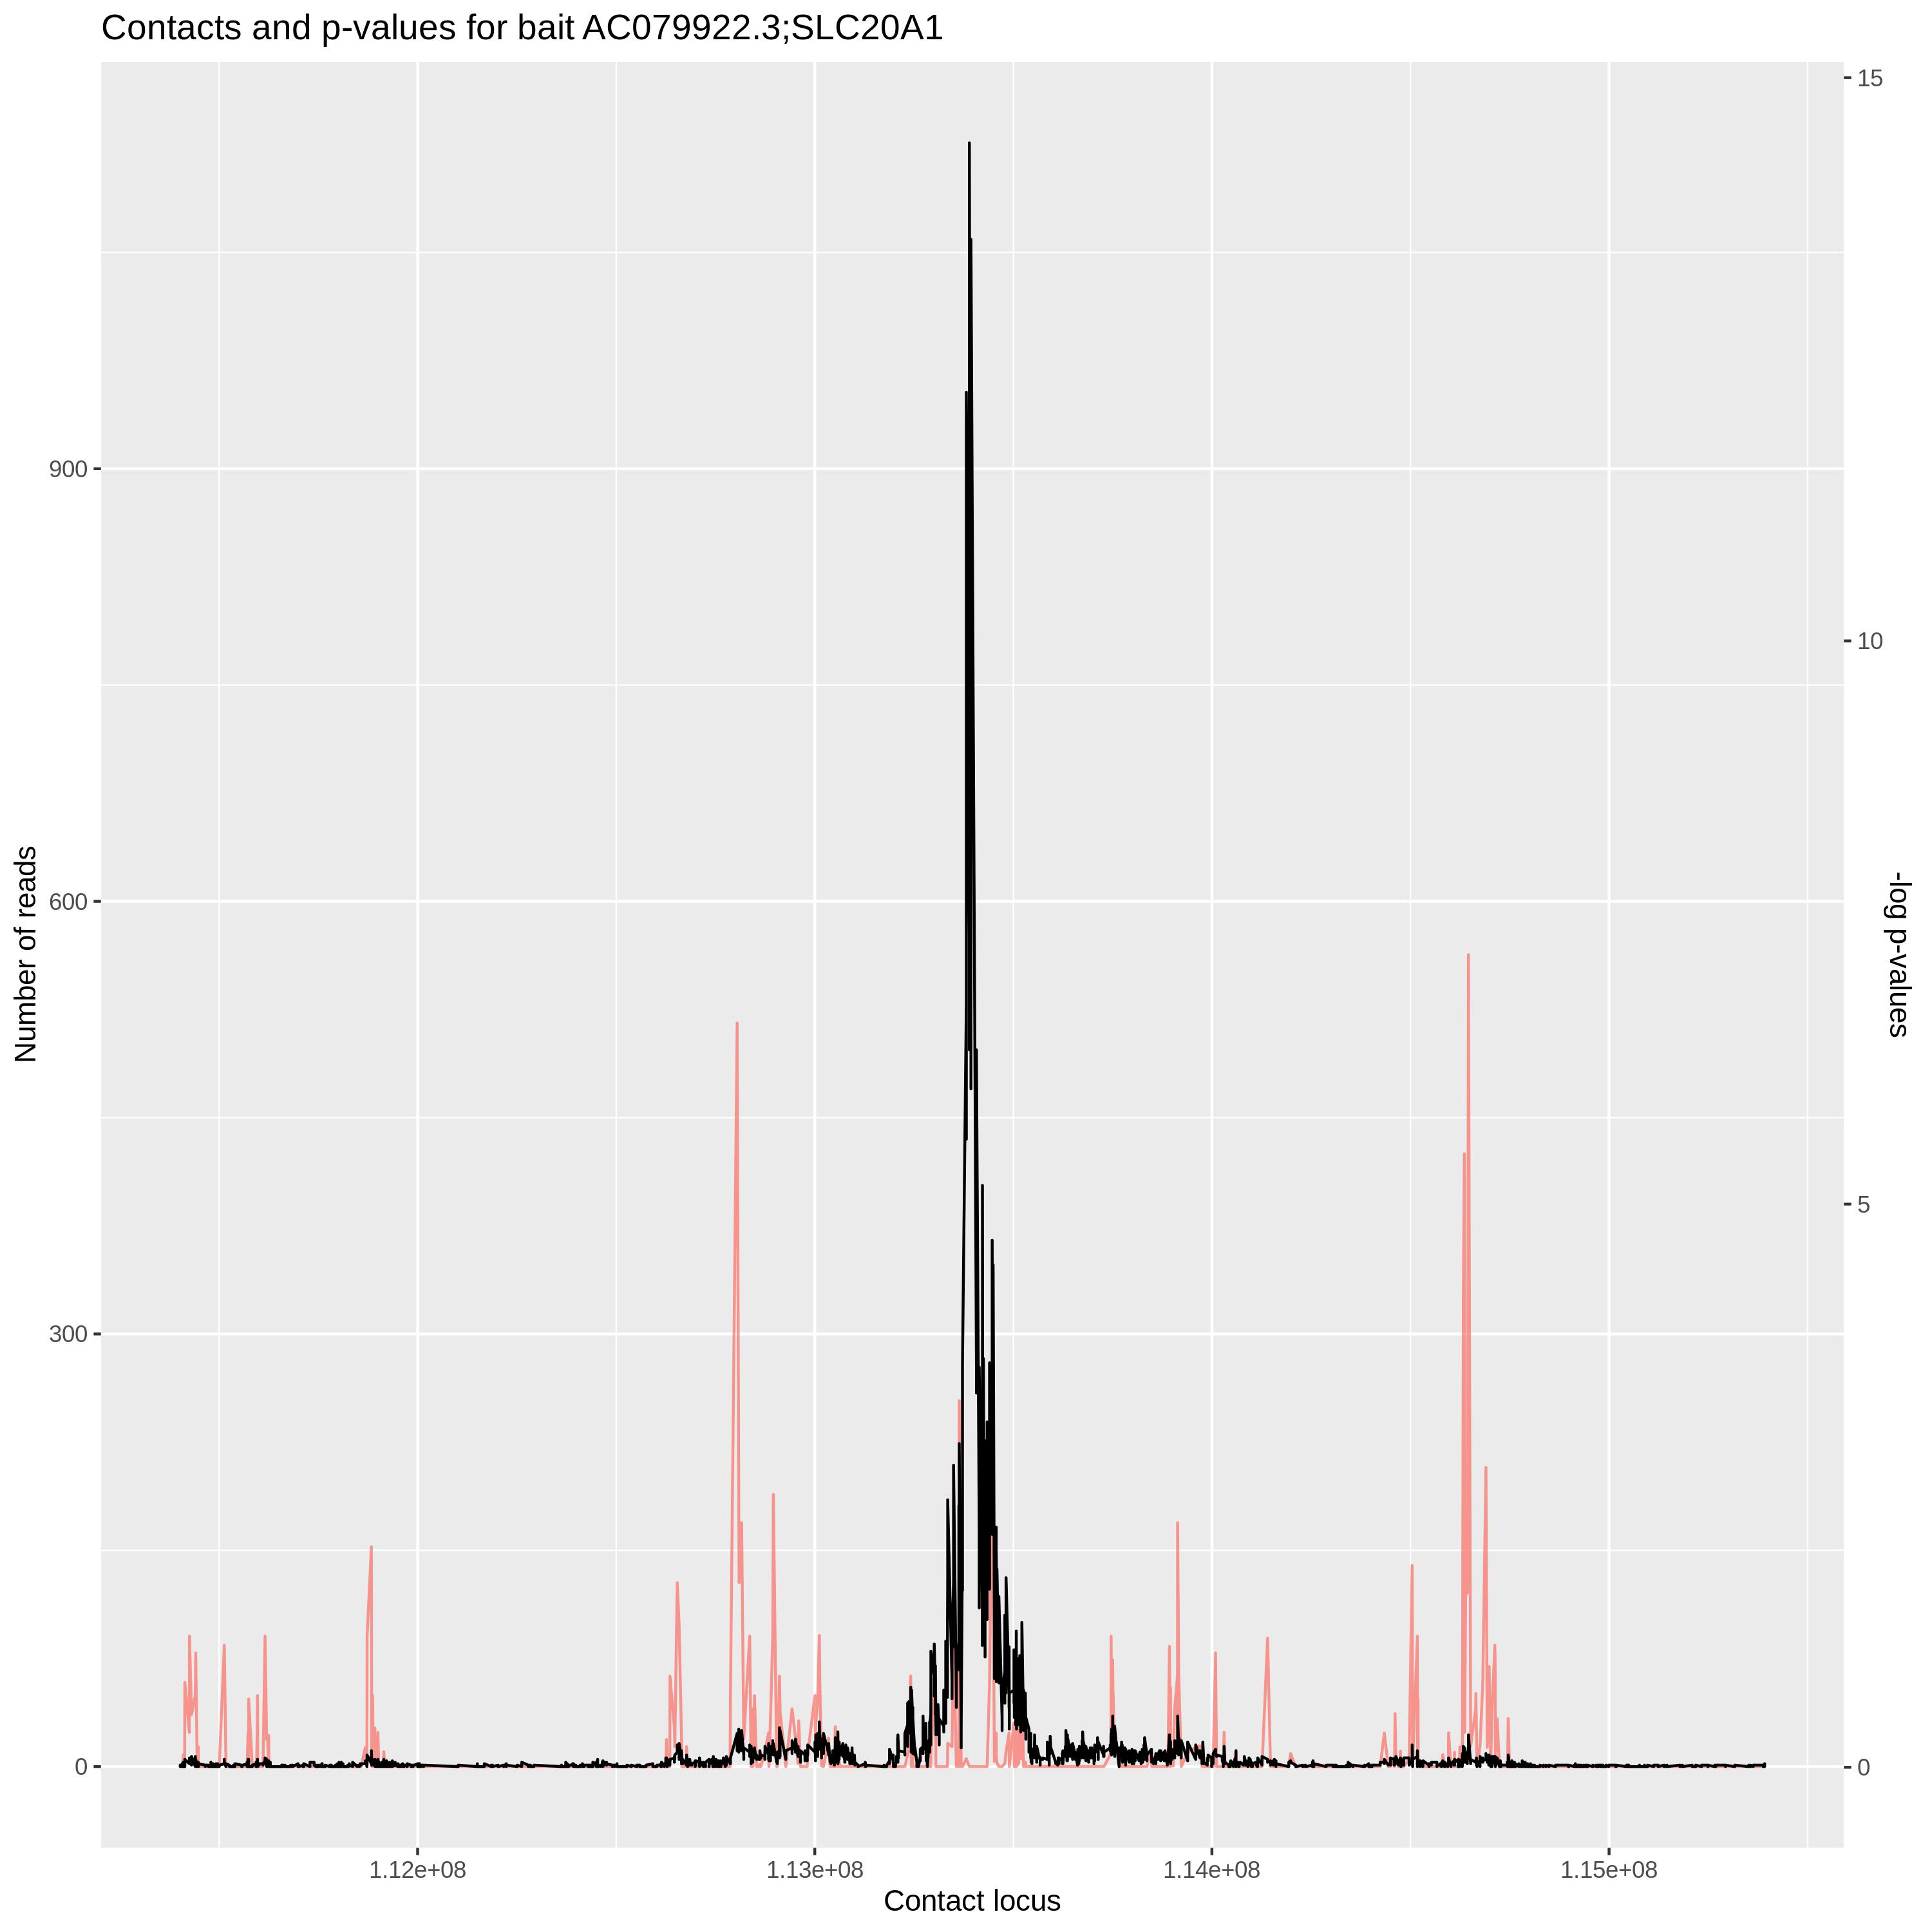 Contacts and p-values for bait AC079922.3;SLC20A1
15
900
10
600
Number of reads
-log p-values
5
300
0
0
1.12e+08
1.13e+08
1.14e+08
1.15e+08
Contact locus